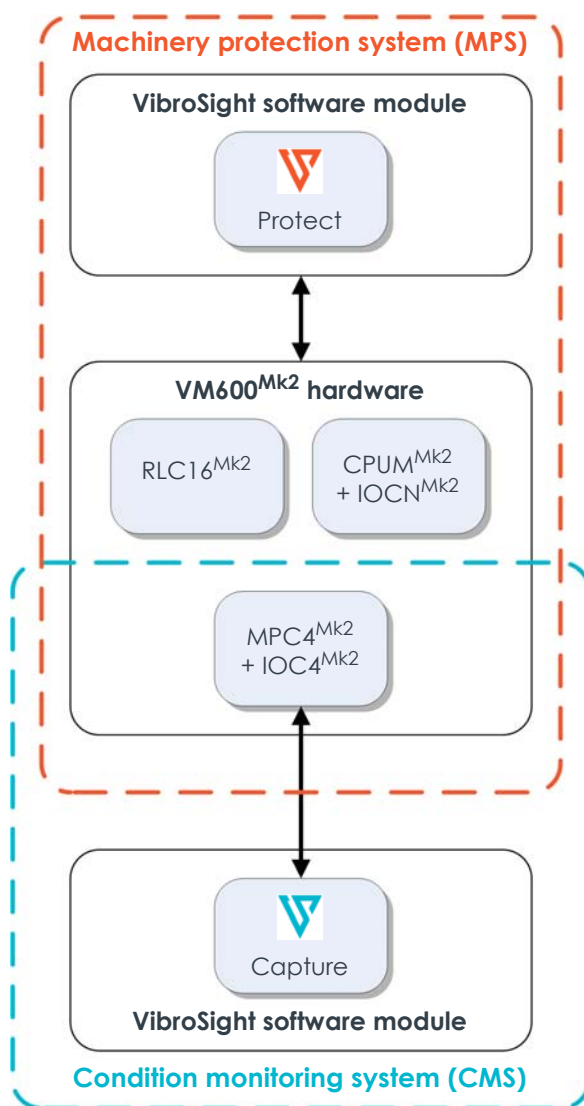 Machinery protection system (MPS)
VibroSight software module
Protect
VM600Mk2 hardware
RLC16Mk2
CPUMMk2
+ IOCNMk2
MPC4Mk2
+ IOC4Mk2
Capture
VibroSight software module
Condition monitoring system (CMS)